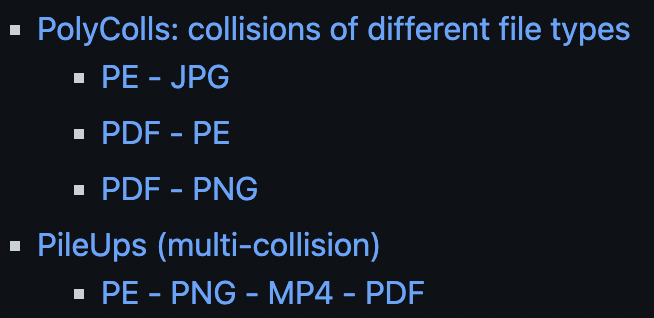 PolyColls: collisions of different file types
PE - JPG
PDF - PE
PDF - PNG
PileUps (multi-collision)
PE - PNG - MP4 - PDF